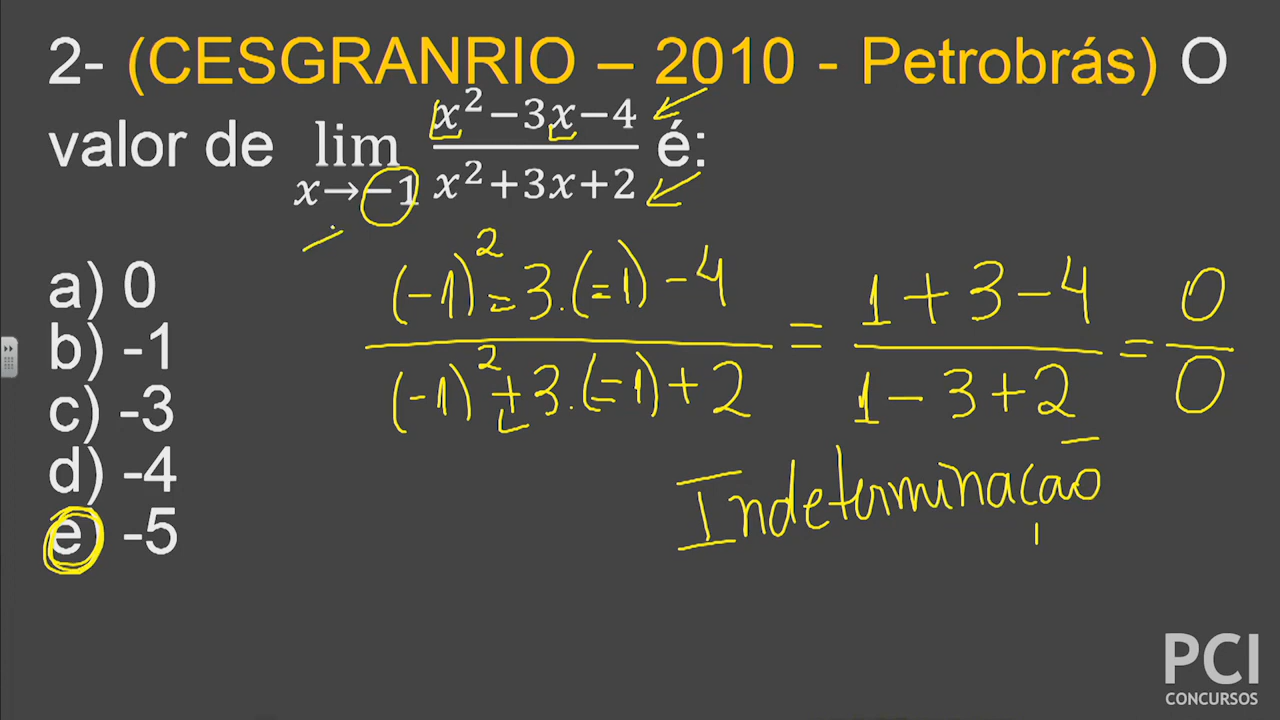 2- (CESGRANRIO – 2010 - Petrobrás) O
valor de lim x→−1 (x²−3x−4)/(x²+3x+2) é:
(-1)² - 3.(-1) - 4 / (-1)² + 3.(-1) + 2 = 1 + 3 - 4 / 1 - 3 + 2 = 0 / 0
Indeterminaçao
a) 0
b) -1
c) -3
d) -4
e) -5
PCI
CONCURSOS